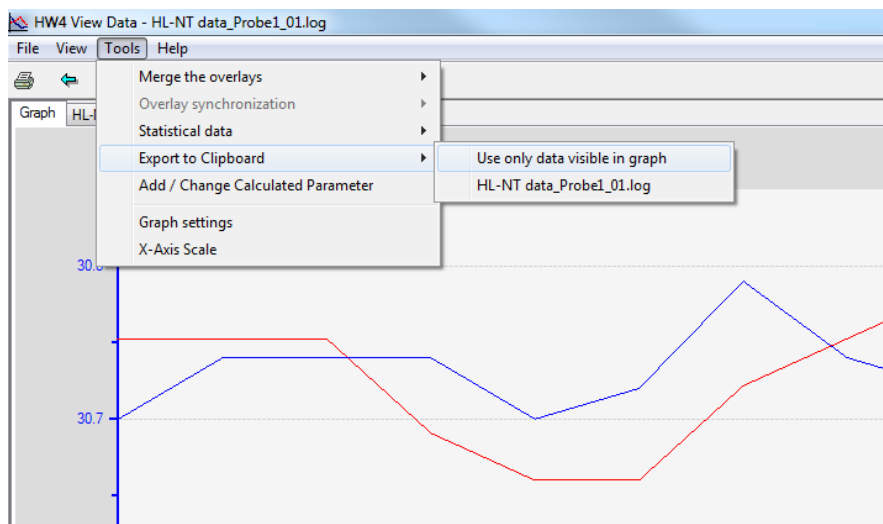 HW4 View Data - HL-NT data_Probe1_01.log
File View Tools Help
Merge the overlays
Overlay synchronization
Graph
Statistical data
Export to Clipboard
Use only data visible in graph
Add / Change Calculated Parameter
HL-NT data_Probe1_01.log
Graph settings
X-Axis Scale
30.7